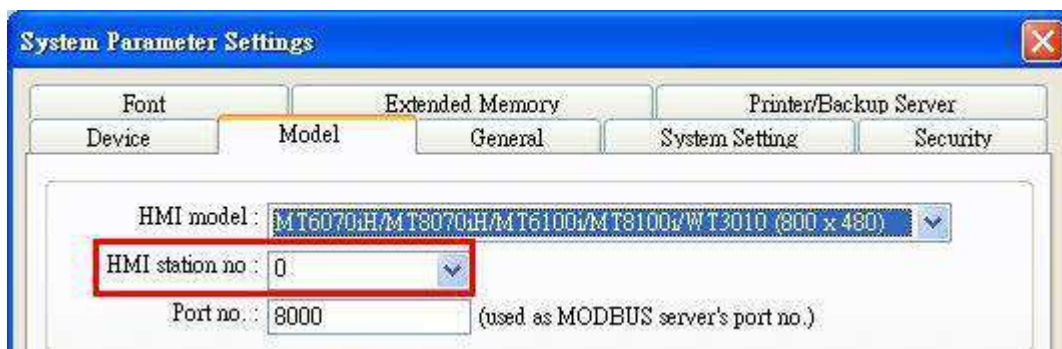 System Parameter Settings
Font Extended Memory Printer/Backup Server
Device Model General System Setting Security
HMI model : MT6070iH/MT8070iH/MT6100i/MT8100i/WT3010 (800 x 480)
HMI station no : 0
Port no. : 8000 (used as MODBUS server's port no.)